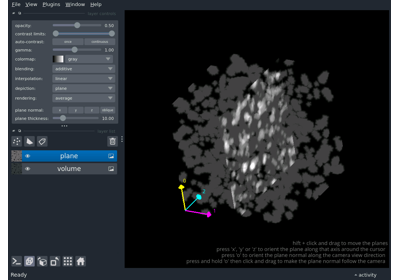 File View Plugins Window Help
layer controls
opacity: 0.50
contrast limits:
auto-contrast: once continuous
gamma: 1.00
colormap: gray
blending: additive
interpolation: linear
depiction: plane
rendering: average
plane normal: x y z oblique
plane thickness: 10.00
plane
volume
shift + click and drag to move the planes
press 'x', 'y' or 'z' to orient the plane along that axis around the cursor
press 'o' to orient the plane normal along the camera view direction
press and hold 'o' then click and drag to make the plane normal follow the camera
Ready
activity